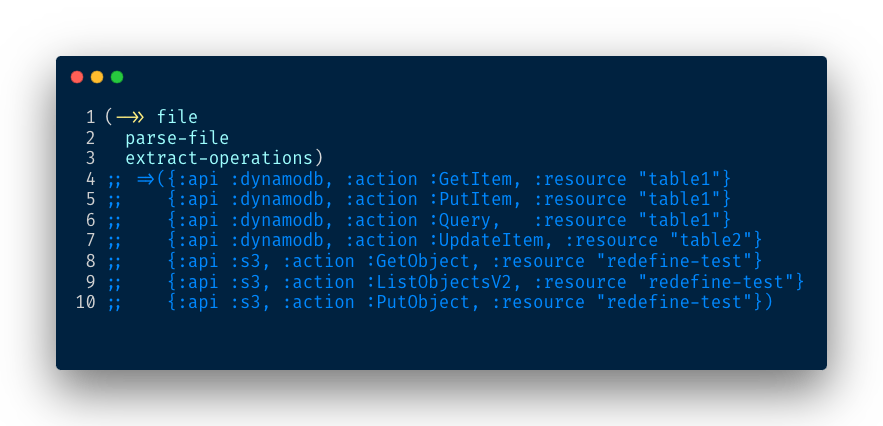 1 (->> file
2   parse-file
3   extract-operations)
4 ;; =>({:api :dynamodb, :action :GetItem, :resource "table1"}
5 ;;    {:api :dynamodb, :action :PutItem, :resource "table1"}
6 ;;    {:api :dynamodb, :action :Query,   :resource "table1"}
7 ;;    {:api :dynamodb, :action :UpdateItem, :resource "table2"}
8 ;;    {:api :s3, :action :GetObject, :resource "redefine-test"}
9 ;;    {:api :s3, :action :ListObjectsV2, :resource "redefine-test"}
10 ;;    {:api :s3, :action :PutObject, :resource "redefine-test"})